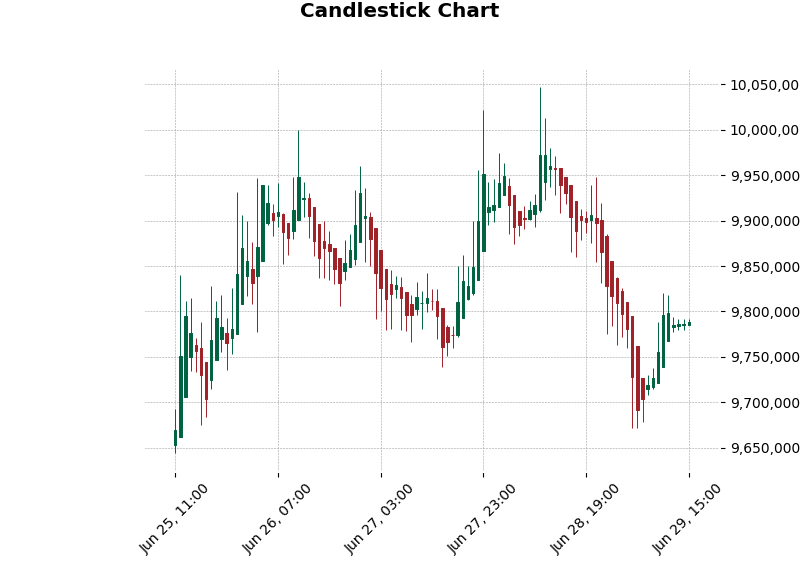 Candlestick Chart
10,050,00
10,000,00
9,950,000
9,900,000
9,850,000
9,800,000
9,750,000
9,700,000
9,650,000
Jun 25, 11:00
Jun 26, 07:00
Jun 27, 03:00
Jun 27, 23:00
Jun 28, 19:00
Jun 29, 15:00